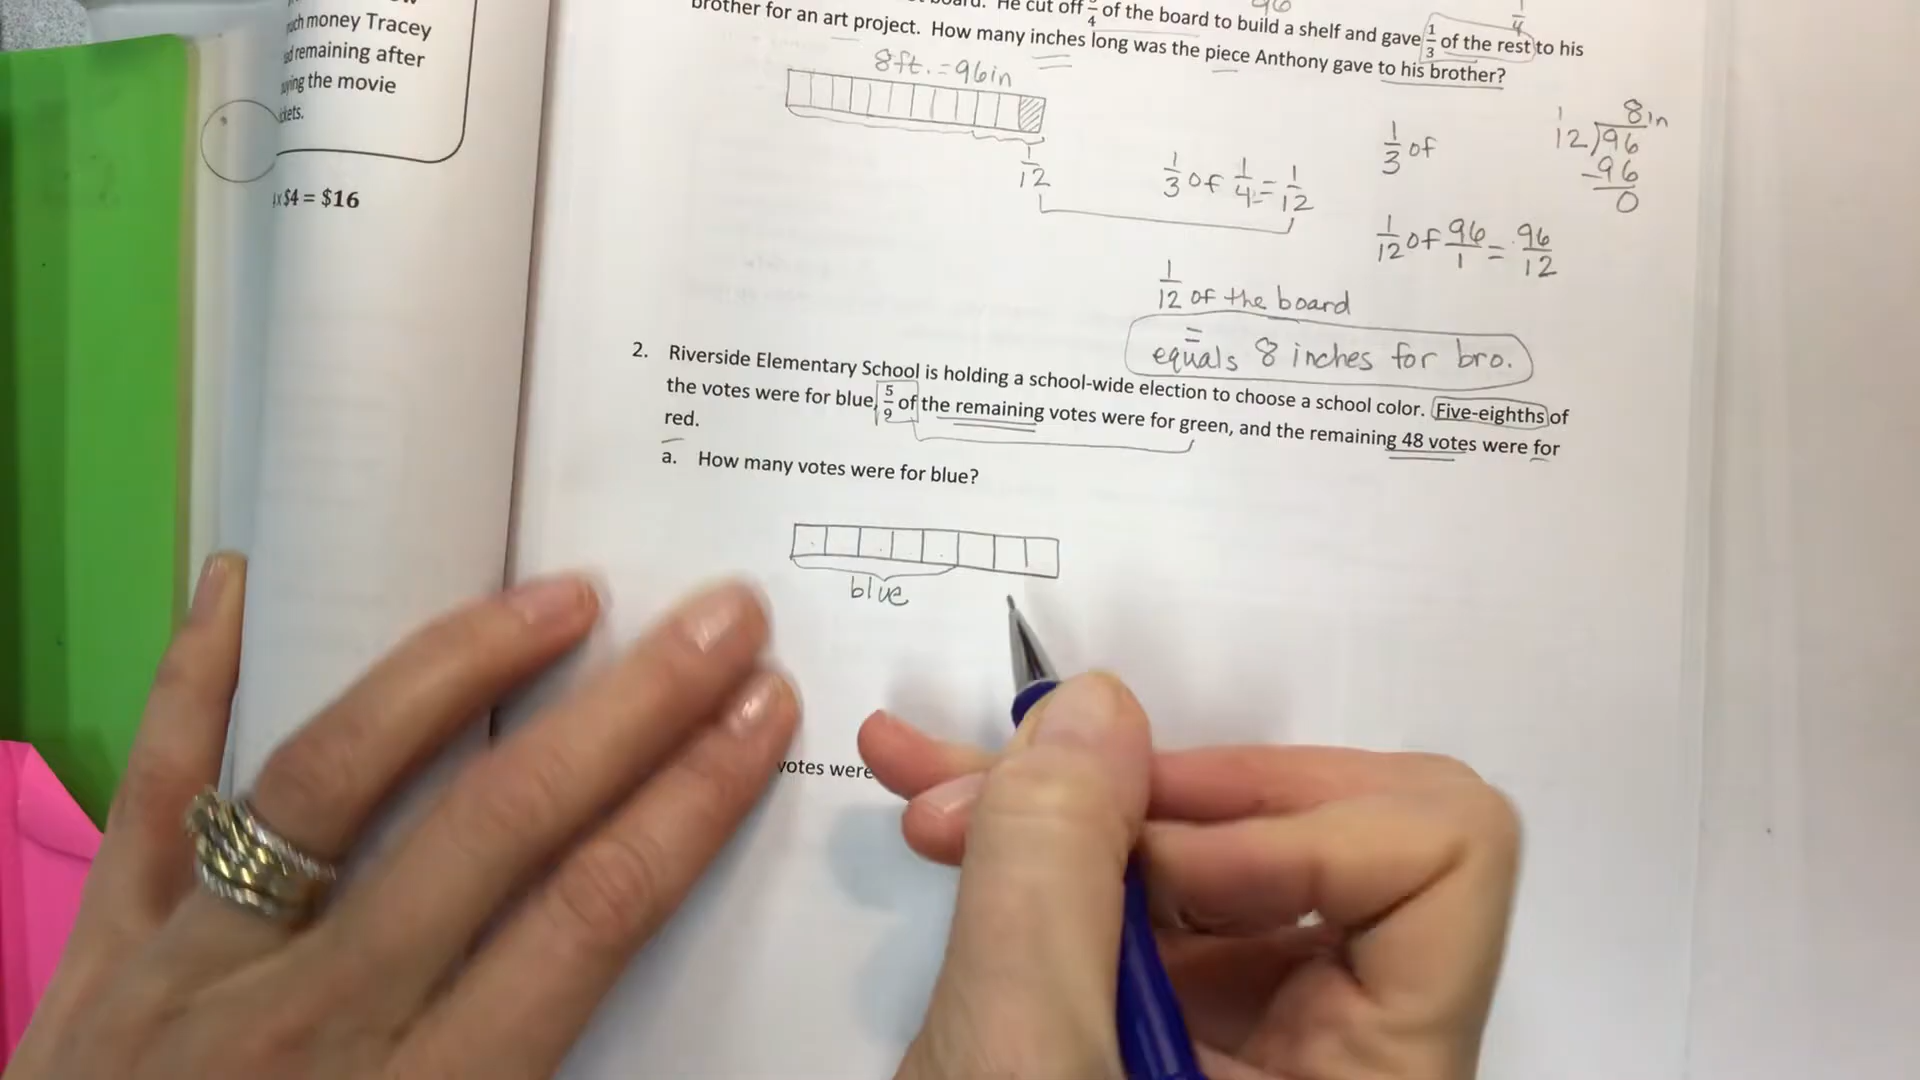 much money Tracey
remaining after
the movie
$4 = $16
He cut off of the board to build a shelf and gave 1/3 of the rest to his
brother for an art project. How many inches long was the piece Anthony gave to his brother?
96
1/4
8ft. = 96in
1/12
1/3 of 1/4 = 1/12
1/3 of
8in
12)96
-96
0
1/12 of 96/1 = 96/12
1/12 of the board
=
equals 8 inches for bro.
2. Riverside Elementary School is holding a school-wide election to choose a school color. Five-eighths of
the votes were for blue, 5/9 of the remaining votes were for green, and the remaining 48 votes were for
red.
a. How many votes were for blue?
blue
votes were